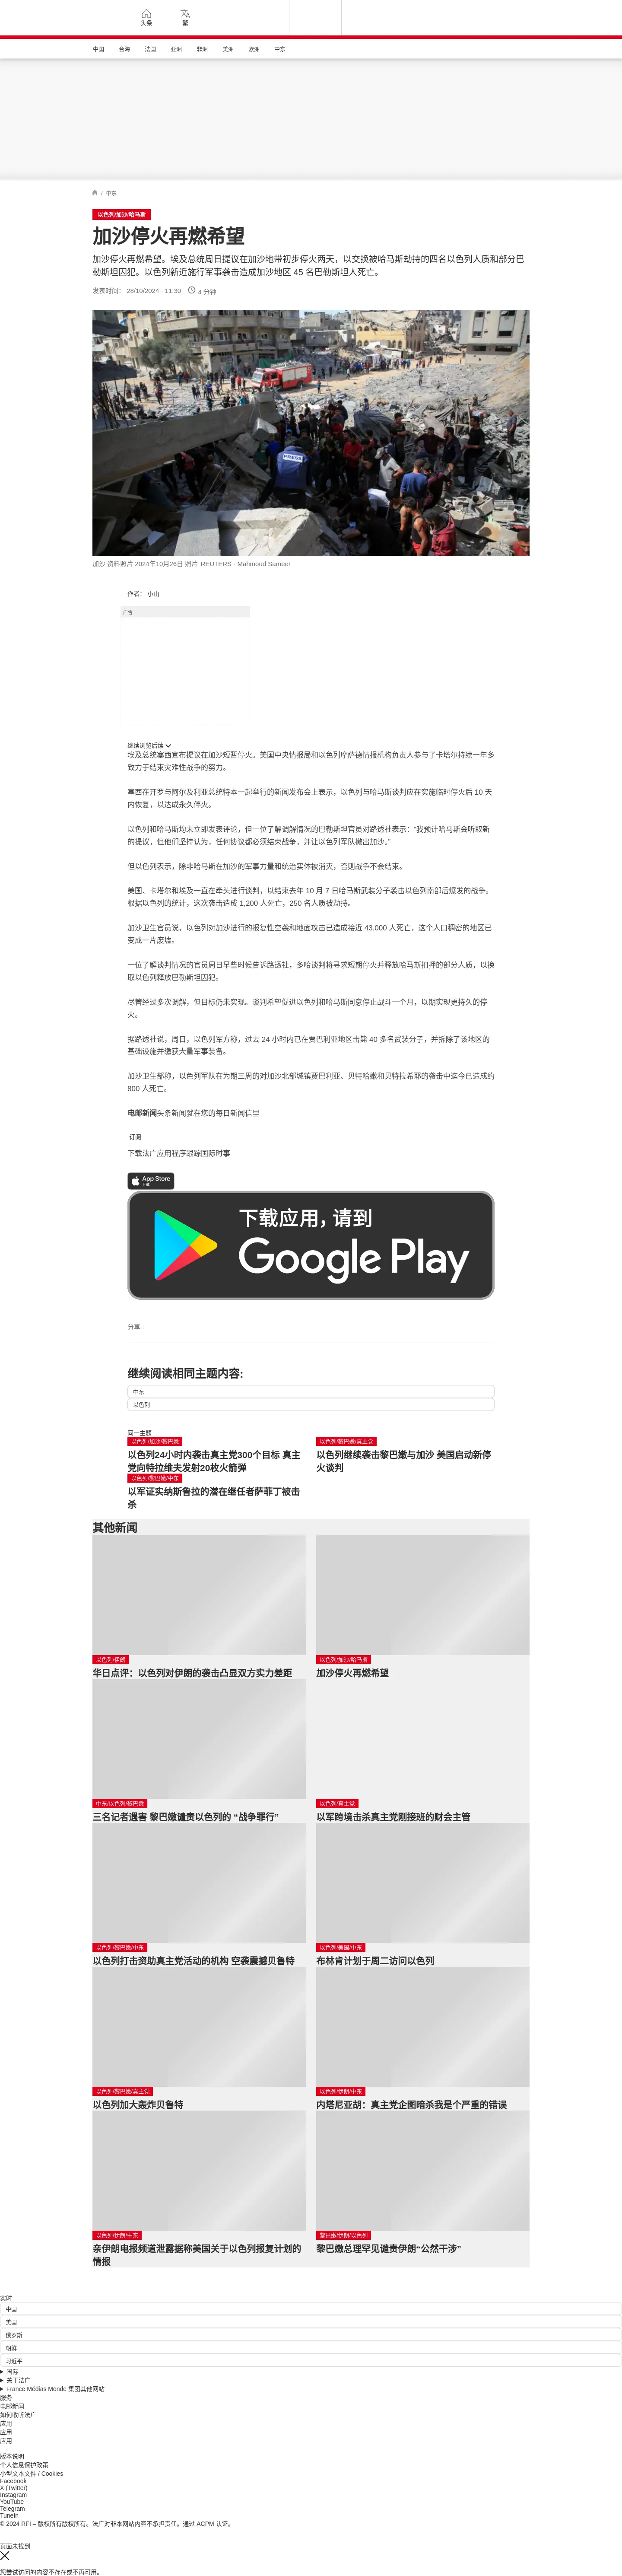 头条
繁
中国
台海
法国
亚洲
非洲
美洲
欧洲
中东
/ 中东
以色列/加沙/哈马斯
加沙停火再燃希望
加沙停火再燃希望。埃及总统周日提议在加沙地带初步停火两天，以交换被哈马斯劫持的四名以色列人质和部分巴
勒斯坦囚犯。以色列新近施行军事袭击造成加沙地区 45 名巴勒斯坦人死亡。
发表时间： 28/10/2024 - 11:30
4 分钟
PRESS
加沙 资料照片 2024年10月26日 照片 REUTERS - Mahmoud Sameer
作者： 小山
广告
继续浏览后续
埃及总统塞西宣布提议在加沙短暂停火。美国中央情报局和以色列摩萨德情报机构负责人参与了卡塔尔持续一年多
致力于结束灾难性战争的努力。
塞西在开罗与阿尔及利亚总统特本一起举行的新闻发布会上表示，以色列与哈马斯谈判应在实施临时停火后 10 天
内恢复，以达成永久停火。
以色列和哈马斯均未立即发表评论，但一位了解调解情况的巴勒斯坦官员对路透社表示：“我预计哈马斯会听取新
的提议，但他们坚持认为，任何协议都必须结束战争，并让以色列军队撤出加沙。”
但以色列表示，除非哈马斯在加沙的军事力量和统治实体被消灭，否则战争不会结束。
美国、卡塔尔和埃及一直在牵头进行谈判，以结束去年 10 月 7 日哈马斯武装分子袭击以色列南部后爆发的战争。
根据以色列的统计，这次袭击造成 1,200 人死亡，250 名人质被劫持。
加沙卫生官员说，以色列对加沙进行的报复性空袭和地面攻击已造成接近 43,000 人死亡，这个人口稠密的地区已
变成一片废墟。
一位了解谈判情况的官员周日早些时候告诉路透社，多哈谈判将寻求短期停火并释放哈马斯扣押的部分人质，以换
取以色列释放巴勒斯坦囚犯。
尽管经过多次调解，但目标仍未实现。谈判希望促进以色列和哈马斯同意停止战斗一个月，以期实现更持久的停
火。
据路透社说，周日，以色列军方称，过去 24 小时内已在贾巴利亚地区击毙 40 多名武装分子，并拆除了该地区的
基础设施并缴获大量军事装备。
加沙卫生部称，以色列军队在为期三周的对加沙北部城镇贾巴利亚、贝特哈嫩和贝特拉希耶的袭击中迄今已造成约
800 人死亡。
电邮新闻头条新闻就在您的每日新闻信里
订阅
下载法广应用程序跟踪国际时事
App Store
下载
下载应用，请到
Google Play
分享 :
继续阅读相同主题内容:
中东
以色列
同一主题
以色列/加沙/黎巴嫩
以色列24小时内袭击真主党300个目标 真主
党向特拉维夫发射20枚火箭弹
以色列/黎巴嫩/真主党
以色列继续袭击黎巴嫩与加沙 美国启动新停
火谈判
以色列/黎巴嫩/中东
以军证实纳斯鲁拉的潜在继任者萨菲丁被击
杀
其他新闻
以色列/伊朗
华日点评：以色列对伊朗的袭击凸显双方实力差距
以色列/加沙/哈马斯
加沙停火再燃希望
中东/以色列/黎巴嫩
三名记者遇害 黎巴嫩谴责以色列的 “战争罪行”
以色列/真主党
以军跨境击杀真主党刚接班的财会主管
以色列/黎巴嫩/中东
以色列打击资助真主党活动的机构 空袭震撼贝鲁特
以色列/美国/中东
布林肯计划于周二访问以色列
以色列/黎巴嫩/真主党
以色列加大轰炸贝鲁特
以色列/伊朗/中东
内塔尼亚胡：真主党企图暗杀我是个严重的错误
以色列/伊朗/中东
亲伊朗电报频道泄露据称美国关于以色列报复计划的
情报
黎巴嫩/伊朗/以色列
黎巴嫩总理罕见谴责伊朗“公然干涉”
实时
中国
美国
俄罗斯
朝鲜
习近平
国际
关于法广
France Médias Monde 集团其他网站
服务
电邮新闻
如何收听法广
应用
应用
应用
版本说明
个人信息保护政策
小型文本文件 / Cookies
Facebook
X (Twitter)
Instagram
YouTube
Telegram
TuneIn
© 2024 RFI – 版权所有版权所有。法广对非本网站内容不承担责任。通过 ACPM 认证。
页面未找到
您尝试访问的内容不存在或不再可用。